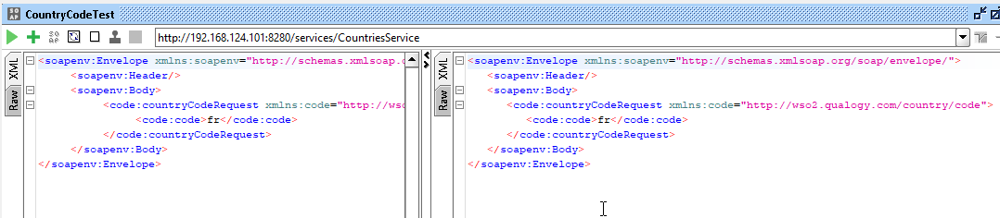 CountryCodeTest
http://192.168.124.101:8280/services/CountriesService
XML
Raw
<soapenv:Envelope xmlns:soapenv="http://schemas.xmlsoap.o
<soapenv:Header/>
<soapenv:Body>
<code:countryCodeRequest xmlns:code="http://wso
<code:code>fr</code:code>
</code:countryCodeRequest>
</soapenv:Body>
</soapenv:Envelope>
XML
Raw
<soapenv:Envelope xmlns:soapenv="http://schemas.xmlsoap.org/soap/envelope/">
<soapenv:Header/>
<soapenv:Body>
<code:countryCodeRequest xmlns:code="http://wso2.qualogy.com/country/code">
<code:code>fr</code:code>
</code:countryCodeRequest>
</soapenv:Body>
</soapenv:Envelope>